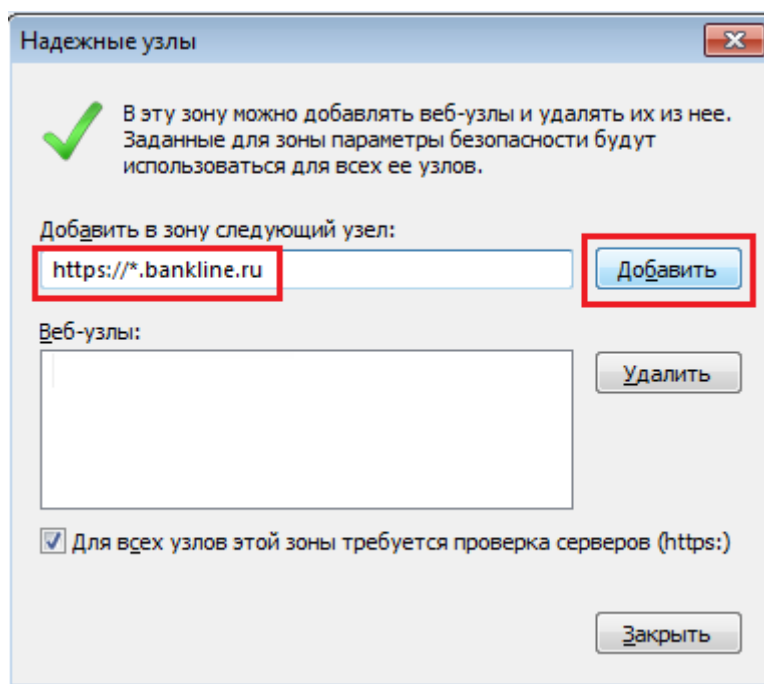 Надежные узлы
В эту зону можно добавлять веб-узлы и удалять их из нее.
Заданные для зоны параметры безопасности будут
использоваться для всех ее узлов.
Добавить в зону следующий узел:
https://*.bankline.ru
Добавить
Веб-узлы:
Удалить
Для всех узлов этой зоны требуется проверка серверов (https:)
Закрыть